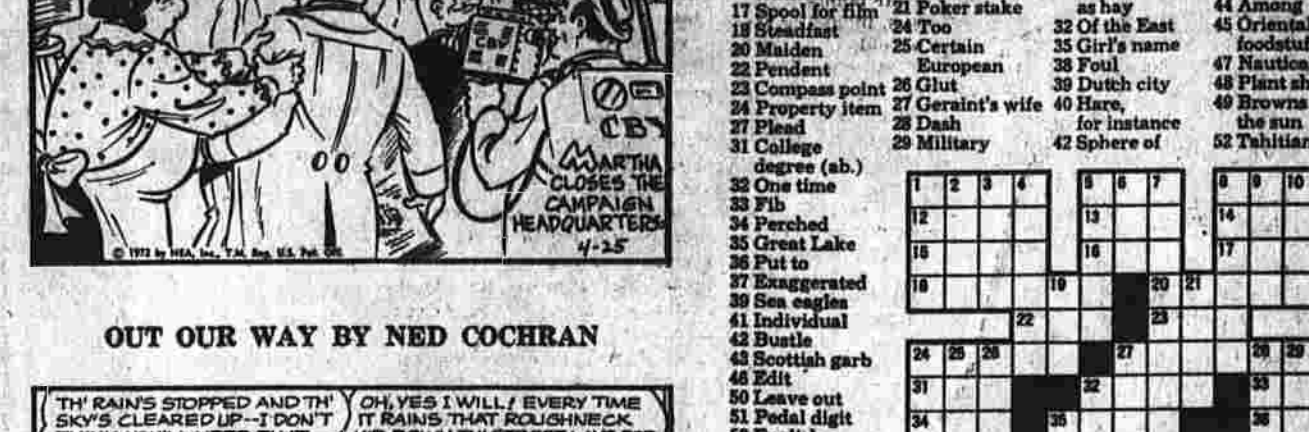 CBV
CBV
MARTHA
CLOSES THE
CAMPAIGN
HEADQUARTERS
4-25
© 1972 by NEA, Inc., T.M. Reg. U.S. Pat. Off.
OUT OUR WAY BY NED COCHRAN
TH' RAIN'S STOPPED AND TH'
SKY'S CLEARED UP--I DON'T
OH, YES I WILL! EVERY TIME
IT RAINS THAT ROUGHNECK
17 Spool for film
18 Steadfast
20 Maiden
22 Pendent
23 Compass point
24 Property item
27 Plead
31 College
degree (ab.)
32 One time
33 Fib
34 Perched
35 Great Lake
36 Put to
37 Exaggerated
39 Sea eagles
41 Individual
42 Bustle
43 Scottish garb
46 Edit
50 Leave out
51 Pedal digit
21 Poker stake
24 Too
25 Certain
European
26 Glut
27 Geraint's wife
28 Dash
29 Military
as hay
32 Of the East
35 Girl's name
38 Foul
39 Dutch city
40 Hare,
for instance
42 Sphere of
44 Among
45 Orienta
foodstu
47 Nautica
48 Plant sh
49 Browns
the sun
52 Tahitian
1 2 3 4 5 6 7 8 9 10
12 13 14
15 16 17
18 19 20 21
22 23
24 25 26 27 28 29
31 32 33
34 35 36